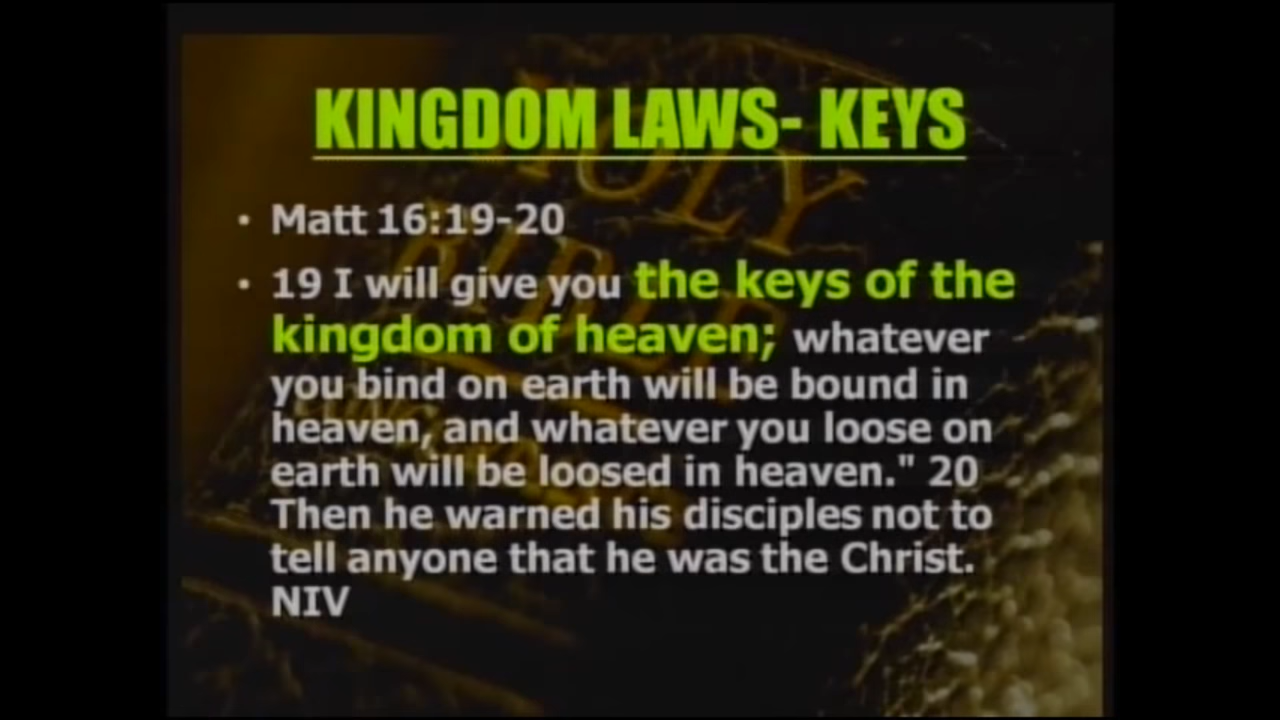 KINGDOM LAWS- KEYS
• Matt 16:19-20
• 19 I will give you the keys of the
kingdom of heaven; whatever
you bind on earth will be bound in
heaven, and whatever you loose on
earth will be loosed in heaven." 20
Then he warned his disciples not to
tell anyone that he was the Christ.
NIV
HOLY
BIBLE